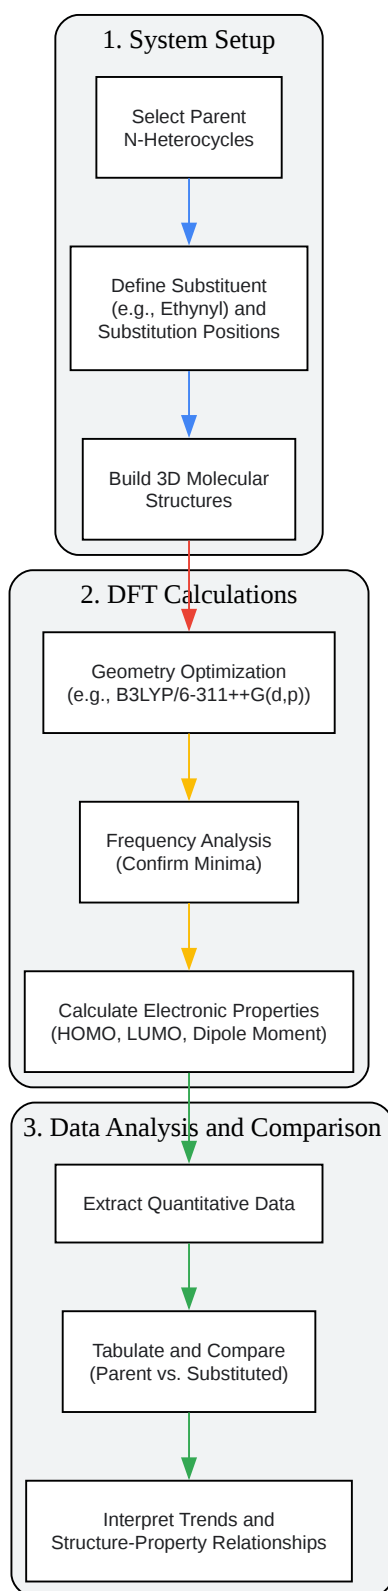 1. System Setup
Select Parent
N-Heterocycles
Define Substituent
(e.g., Ethynyl) and
Substitution Positions
Build 3D Molecular
Structures
2. DFT Calculations
Geometry Optimization
(e.g., B3LYP/6-311++G(d,p))
Frequency Analysis
(Confirm Minima)
Calculate Electronic Properties
(HOMO, LUMO, Dipole Moment)
3. Data Analysis and Comparison
Extract Quantitative Data
Tabulate and Compare
(Parent vs. Substituted)
Interpret Trends and
Structure-Property Relationships